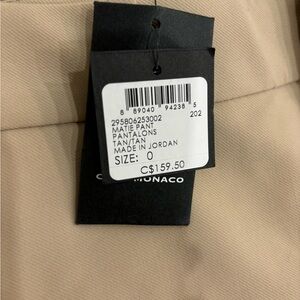 8 89040 94238 5
295806253002 202
MATIE PANT
PANTALONS
TAN/TAN
MADE IN JORDAN
SIZE: 0
C$159.50
MONACO